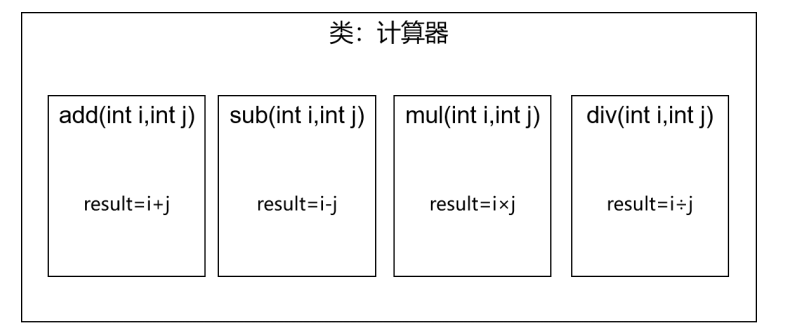 类：计算器
add(int i,int j)
sub(int i,int j)
mul(int i,int j)
div(int i,int j)
result=i+j
result=i-j
result=i×j
result=i÷j